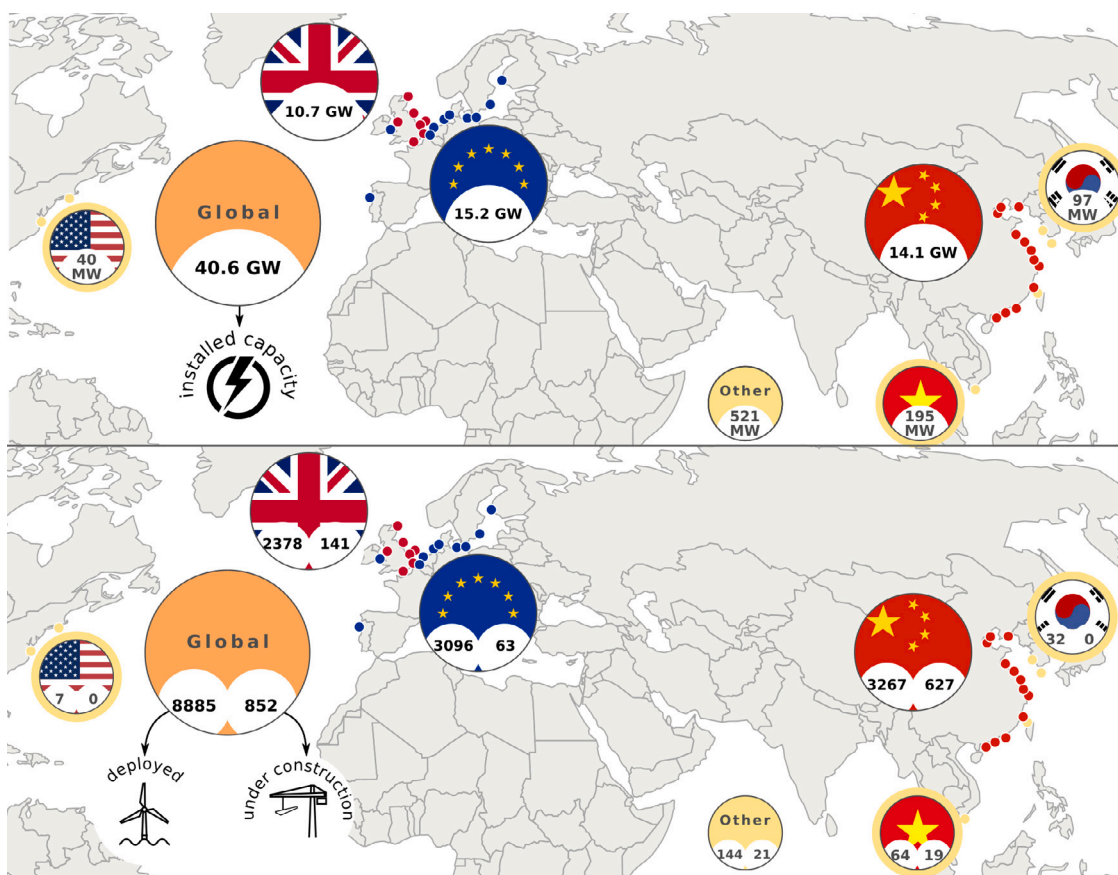 10.7 GW
Global
40.6 GW
installed capacity
15.2 GW
14.1 GW
97
MW
40
MW
Other
521
MW
195
MW
2378 141
Global
8885 852
deployed
under construction
3096 63
3267 627
32 0
7 0
Other
144 21
64 19